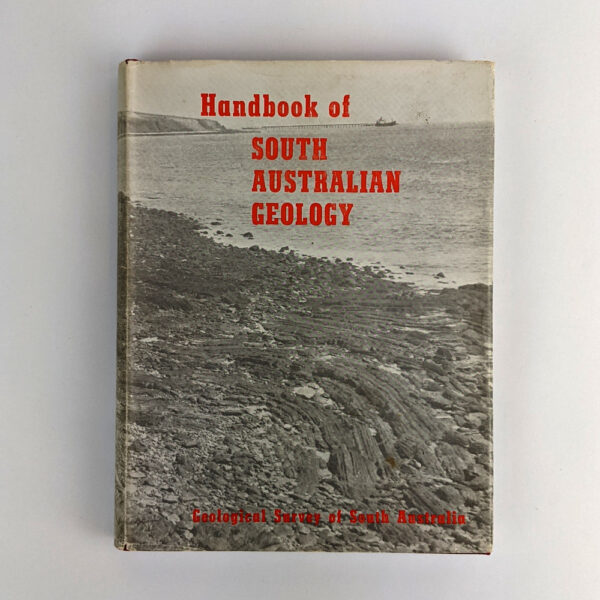 Handbook of
SOUTH
AUSTRALIAN
GEOLOGY
Geological Survey of South Australia